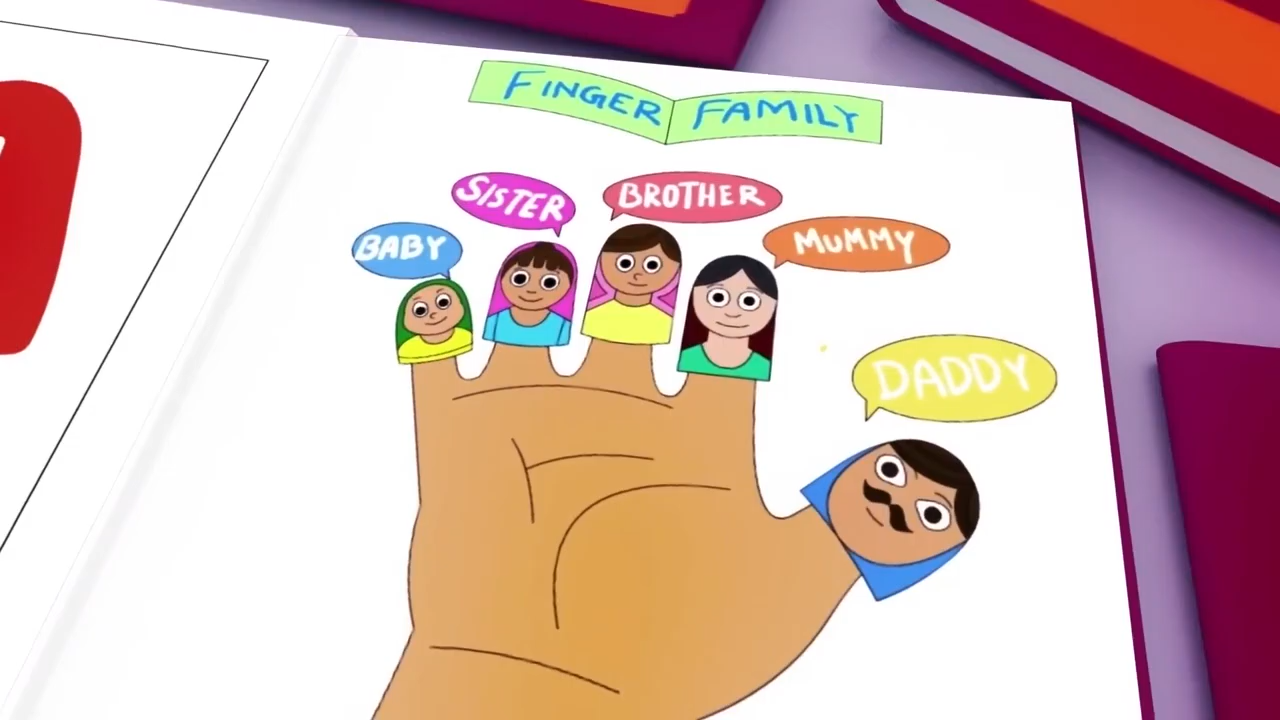 FINGER FAMILY
SISTER
BROTHER
BABY
MUMMY
DADDY